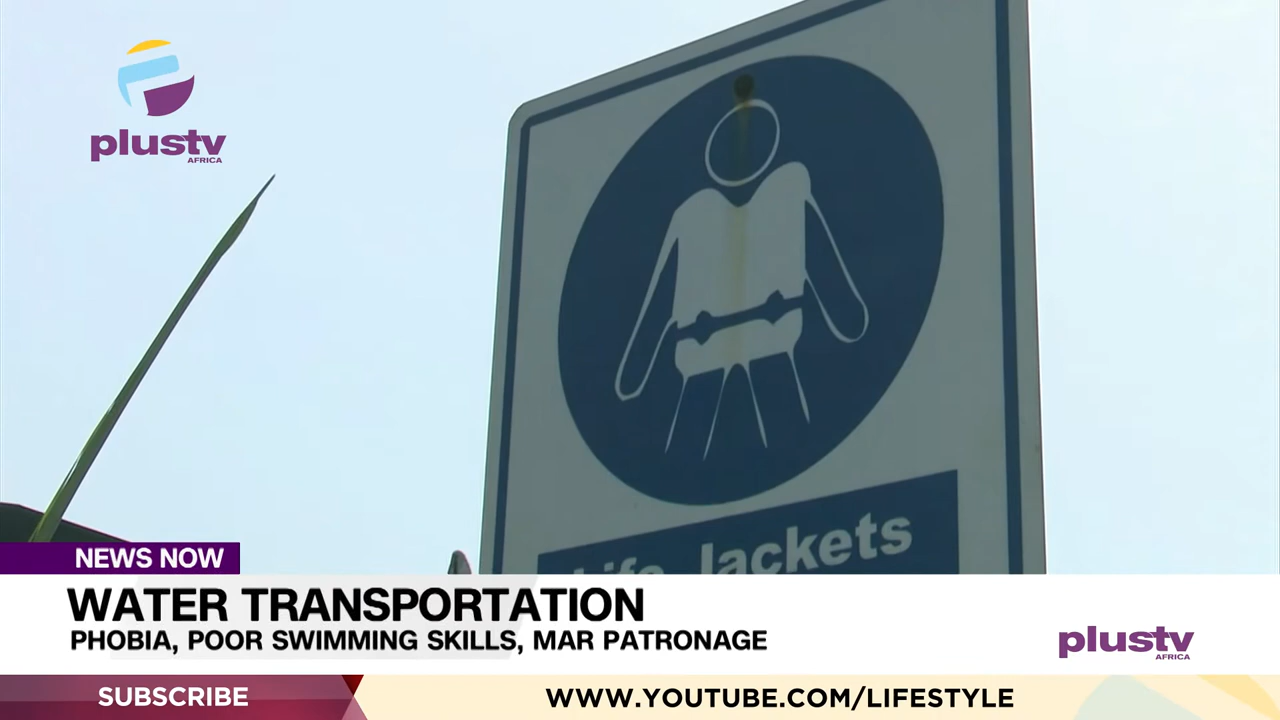 plustv
AFRICA
Life Jackets
NEWS NOW
WATER TRANSPORTATION
PHOBIA, POOR SWIMMING SKILLS, MAR PATRONAGE
plustv
AFRICA
SUBSCRIBE
WWW.YOUTUBE.COM/LIFESTYLE